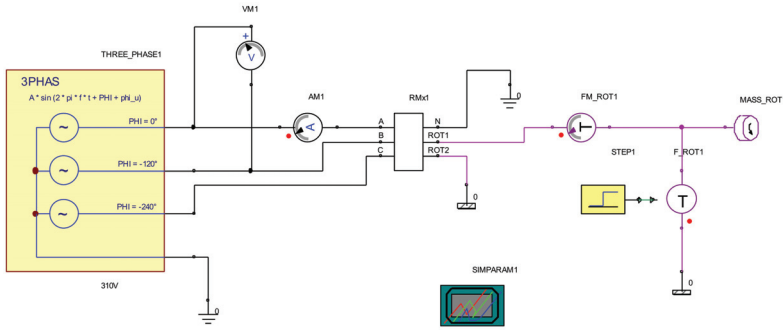 VM1
THREE_PHASE1
+
V
3PHAS
A * sin (2 * pi * f * t + PHI + phi_u)
PHI = 0°
~
PHI = -120°
~
PHI = -240°
~
310V
0
AM1
A
RMx1
A
B
C
N
ROT1
ROT2
0
0
FM_ROT1
T
MASS_ROT
STEP1
F_ROT1
T
0
SIMPARAM1